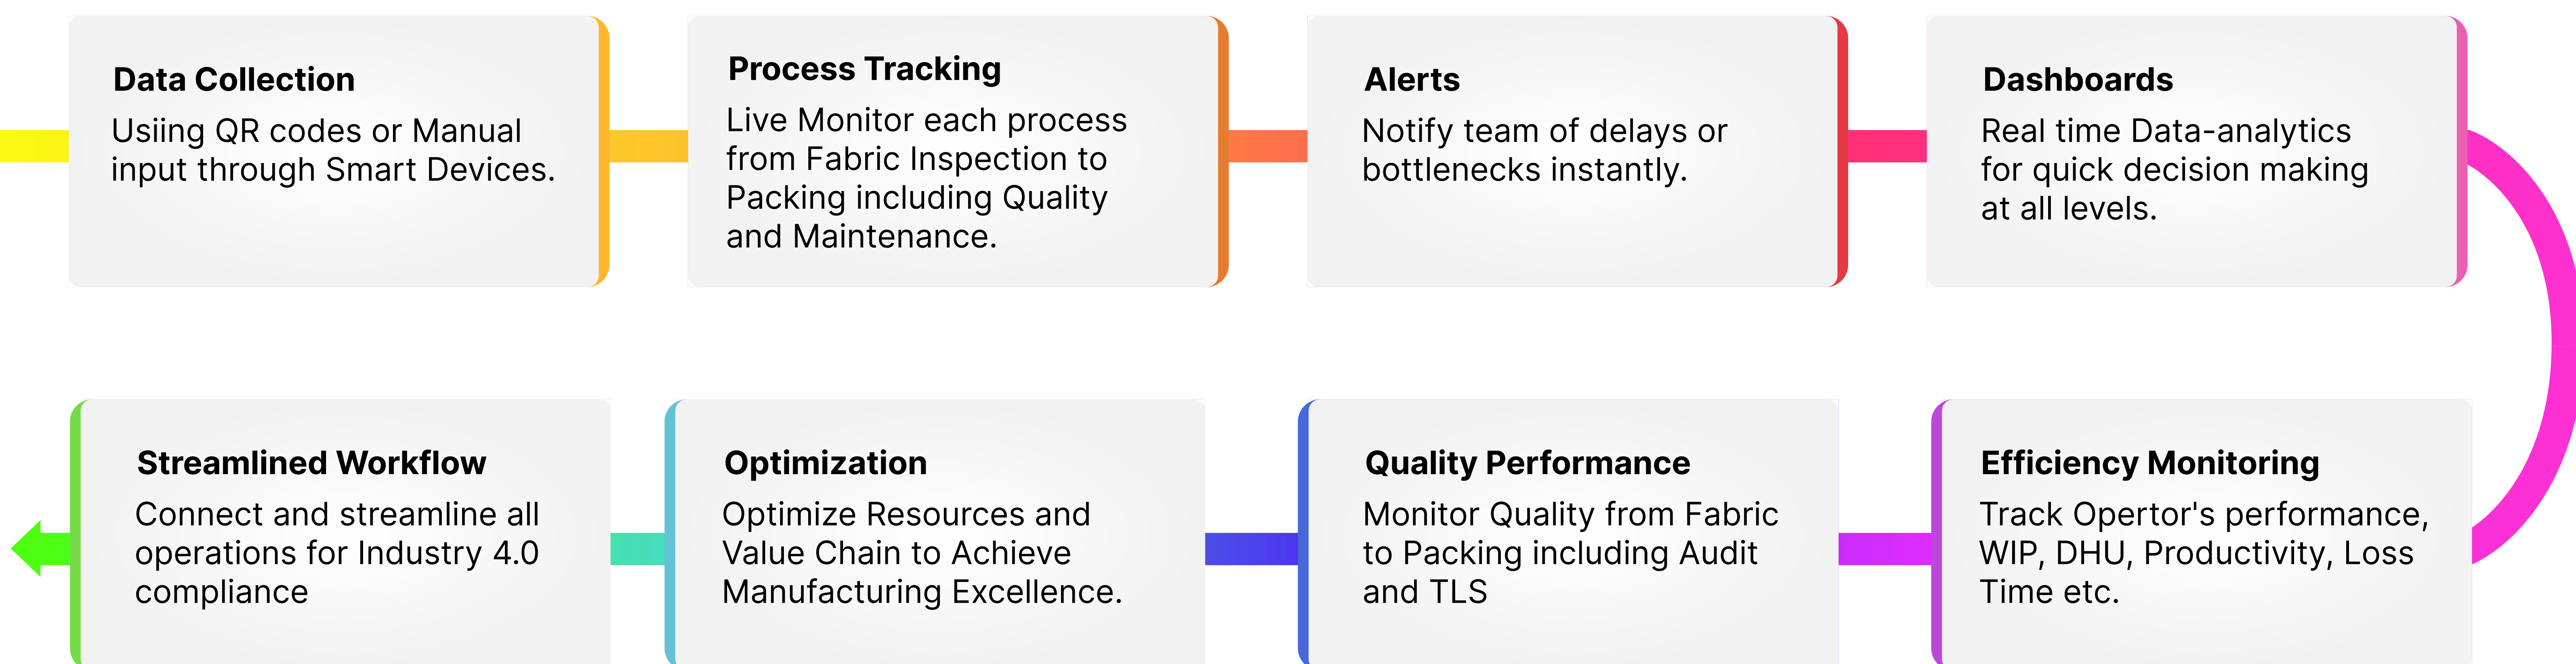 Data Collection
Usiing QR codes or Manual
input through Smart Devices.
Process Tracking
Live Monitor each process
from Fabric Inspection to
Packing including Quality
and Maintenance.
Alerts
Notify team of delays or
bottlenecks instantly.
Dashboards
Real time Data-analytics
for quick decision making
at all levels.
Efficiency Monitoring
Track Opertor's performance,
WIP, DHU, Productivity, Loss
Time etc.
Quality Performance
Monitor Quality from Fabric
to Packing including Audit
and TLS
Optimization
Optimize Resources and
Value Chain to Achieve
Manufacturing Excellence.
Streamlined Workflow
Connect and streamline all
operations for Industry 4.0
compliance